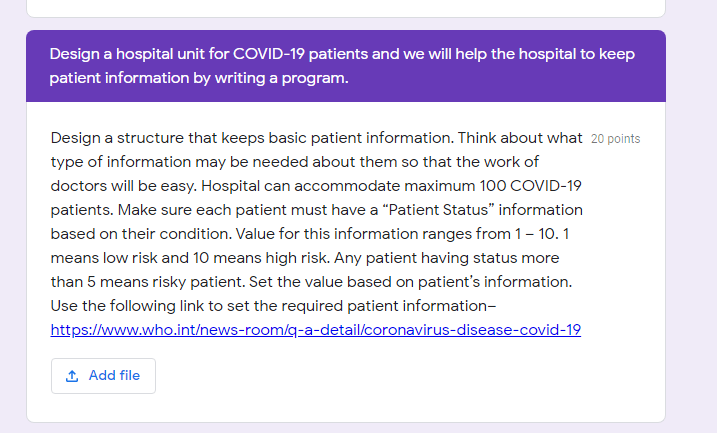 Design a hospital unit for COVID-19 patients and we will help the hospital to keep
patient information by writing a program.
Design a structure that keeps basic patient information. Think about what 20 points
type of information may be needed about them so that the work of
doctors will be easy. Hospital can accommodate maximum 100 COVID-19
patients. Make sure each patient must have a “Patient Status” information
based on their condition. Value for this information ranges from 1 – 10. 1
means low risk and 10 means high risk. Any patient having status more
than 5 means risky patient. Set the value based on patient’s information.
Use the following link to set the required patient information–
https://www.who.int/news-room/q-a-detail/coronavirus-disease-covid-19
Add file